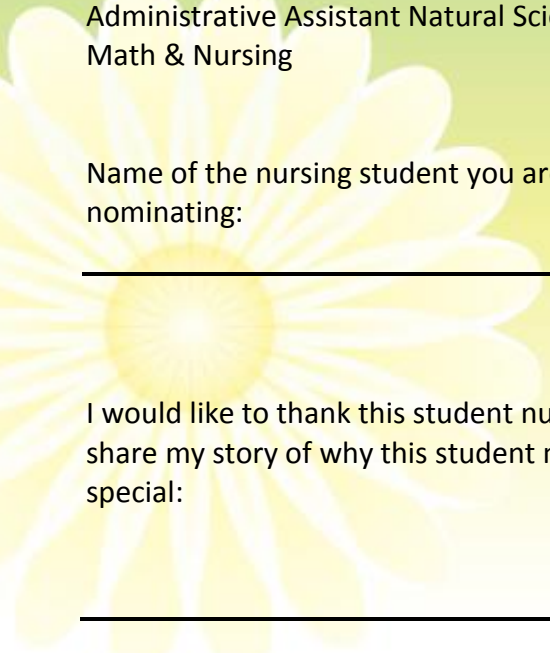 Administrative Assistant Natural Sci
Math & Nursing
Name of the nursing student you ar
nominating:
I would like to thank this student nu
share my story of why this student
special: